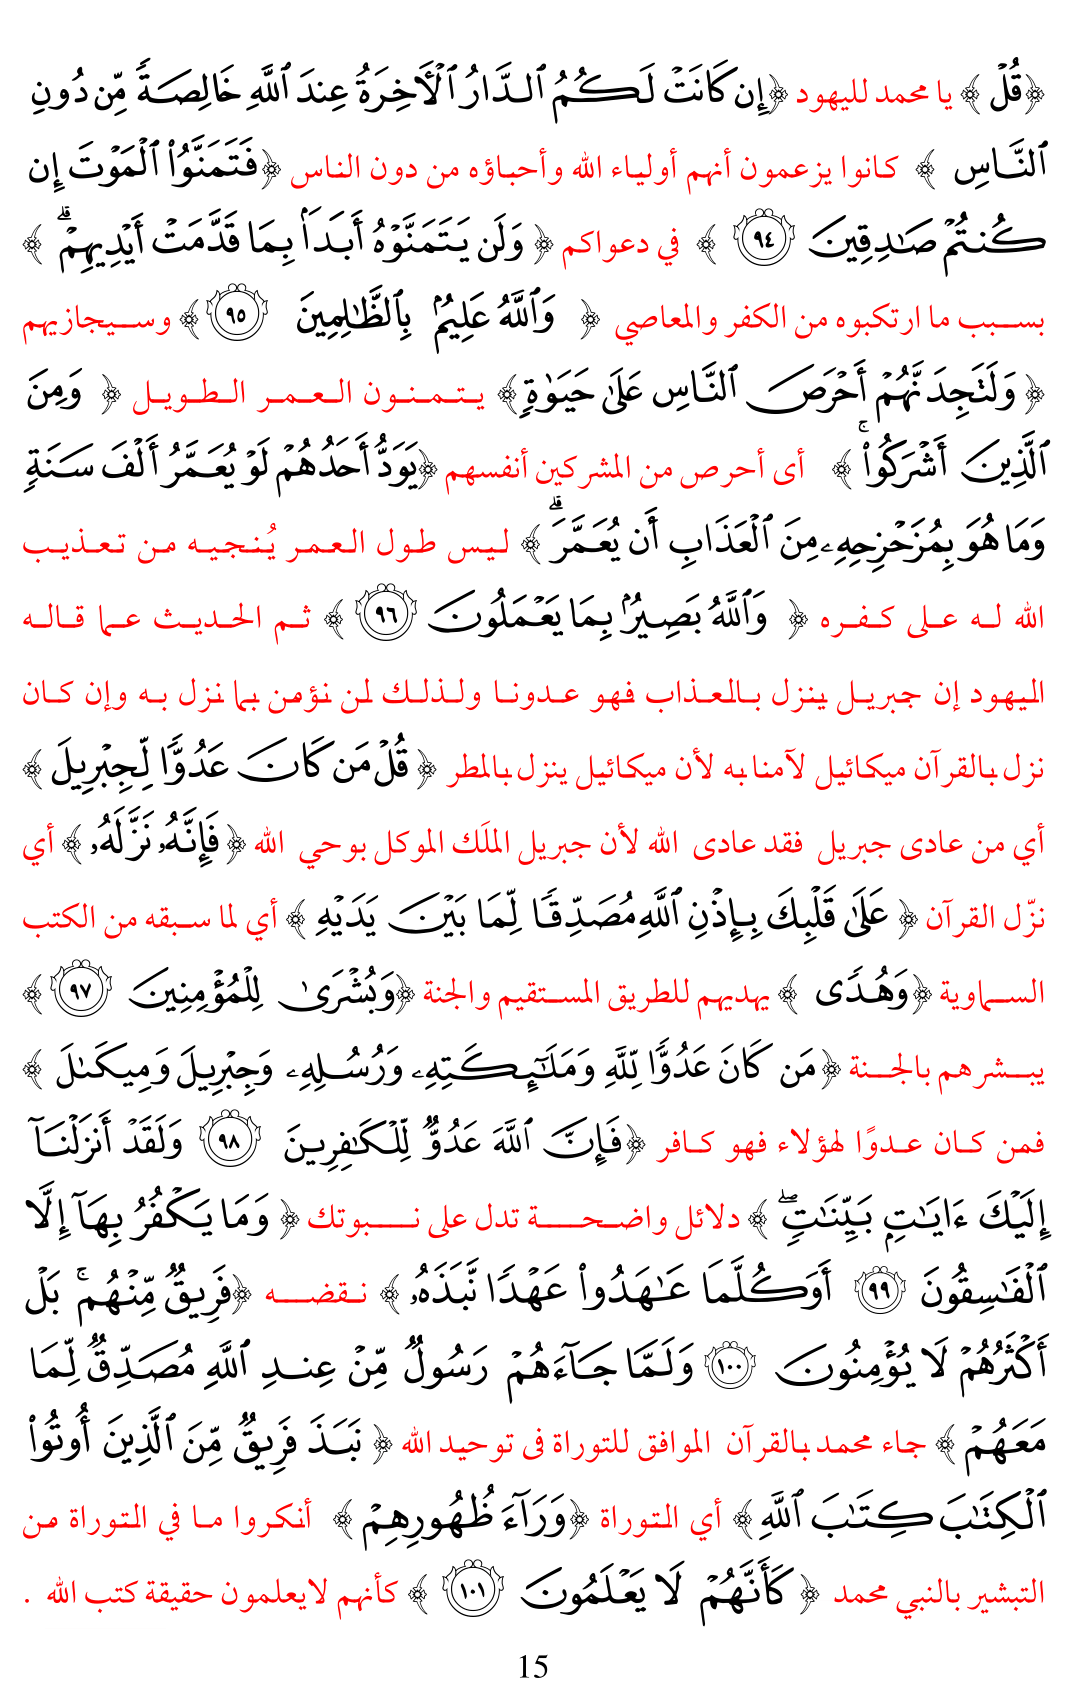 ﴿قُلۡ ﴾ يا محمد لليهود ﴿إِن كَانَتۡ لَكُمُ ٱلدَّارُ ٱلۡأٓخِرَةُ عِندَ ٱللَّهِ خَالِصَةٗ مِّن دُونِ
ٱلنَّاسِ ﴾ كانوا يزعمون أنهم أولياء الله وأحباؤه من دون الناس ﴿فَتَمَنَّوُاْ ٱلۡمَوۡتَ إِن
كُنتُمۡ صَٰدِقِينَ ٩٤ ﴾ في دعواكم ﴿ وَلَن يَتَمَنَّوۡهُ أَبَدَۢا بِمَا قَدَّمَتۡ أَيۡدِيهِمۡۚ ﴾
بسبب ما ارتكبوه من الكفر والمعاصي ﴿ وَٱللَّهُ عَلِيمُۢ بِٱلظَّٰلِمِينَ ٩٥﴾ وسيجازيهم
﴿ وَلَتَجِدَنَّهُمۡ أَحۡرَصَ ٱلنَّاسِ عَلَىٰ حَيَوٰةٖ﴾ يتمنون العمر الطويل ﴿ وَمِنَ
ٱلَّذِينَ أَشۡرَكُواْۚ ﴾ أى أحرص من المشركين أنفسهم ﴿يَوَدُّ أَحَدُهُمۡ لَوۡ يُعَمَّرُ أَلۡفَ سَنَةٖ
وَمَا هُوَ بِمُزَحۡزِحِهِۦ مِنَ ٱلۡعَذَابِ أَن يُعَمَّرَۗ ﴾ ليس طول العمر يُنجيه من تعذيب
الله له على كفره ﴿ وَٱللَّهُ بَصِيرُۢ بِمَا يَعۡمَلُونَ ٩٦ ﴾ ثم الحديث عما قاله
اليهود إن جبريل ينزل بالعذاب فهو عدونا ولذلك لن نؤمن بما نزل به وإن كان
نزل بالقرآن ميكائيل لآمنا به لأن ميكائيل ينزل بالمطر ﴿ قُلۡ مَن كَانَ عَدُوّٗا لِّجِبۡرِيلَ ﴾
أي من عادى جبريل فقد عادى الله لأن جبريل الملَك الموكل بوحي الله ﴿ فَإِنَّهُۥ نَزَّلَهُۥ ﴾ أي
نزّل القرآن ﴿ عَلَىٰ قَلۡبِكَ بِإِذۡنِ ٱللَّهِ مُصَدِّقٗا لِّمَا بَيۡنَ يَدَيۡهِ ﴾ أي لما سبقه من الكتب
السماوية ﴿وَهُدٗى ﴾ يهديهم للطريق المستقيم والجنة ﴿وَبُشۡرَىٰ لِلۡمُؤۡمِنِينَ ٩٧ ﴾
يبشرهم بالجنة ﴿ مَن كَانَ عَدُوّٗا لِّلَّهِ وَمَلَٰٓئِكَتِهِۦ وَرُسُلِهِۦ وَجِبۡرِيلَ وَمِيكَىٰلَ ﴾
فمن كان عدوًا لهؤلاء فهو كافر ﴿فَإِنَّ ٱللَّهَ عَدُوّٞ لِّلۡكَٰفِرِينَ ٩٨ وَلَقَدۡ أَنزَلۡنَآ
إِلَيۡكَ ءَايَٰتِۭ بَيِّنَٰتٖۖ ﴾ دلائل واضحة تدل على نبوتك ﴿ وَمَا يَكۡفُرُ بِهَآ إِلَّا
ٱلۡفَٰسِقُونَ ٩٩ أَوَكُلَّمَا عَٰهَدُواْ عَهۡدٗا نَّبَذَهُۥ ﴾ نقضه ﴿فَرِيقٞ مِّنۡهُمۚ بَلۡ
أَكۡثَرُهُمۡ لَا يُؤۡمِنُونَ ١٠٠ وَلَمَّا جَآءَهُمۡ رَسُولٞ مِّنۡ عِندِ ٱللَّهِ مُصَدِّقٞ لِّمَا
مَعَهُمۡ ﴾ جاء محمد بالقرآن الموافق للتوراة فى توحيد الله ﴿ نَبَذَ فَرِيقٞ مِّنَ ٱلَّذِينَ أُوتُواْ
ٱلۡكِتَٰبَ كِتَٰبَ ٱللَّهِ ﴾ أي التوراة ﴿وَرَآءَ ظُهُورِهِمۡ ﴾ أنكروا ما في التوراة من
التبشير بالنبي محمد ﴿ كَأَنَّهُمۡ لَا يَعۡلَمُونَ ١٠١ ﴾ كأنهم لايعلمون حقيقة كتب الله .
15